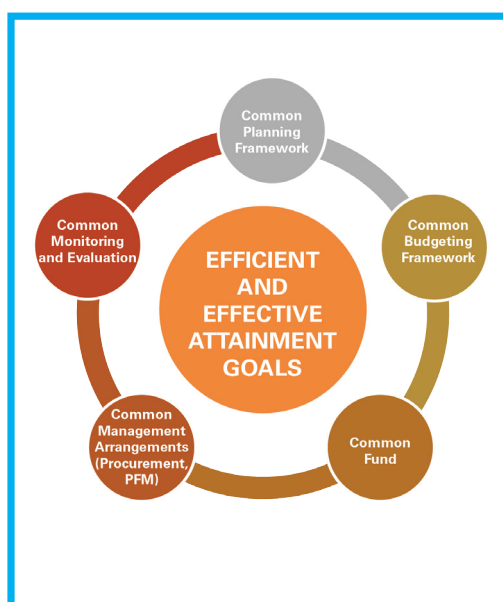 Common
Planning
Framework
Common
Monitoring
and Evaluation
Common
Budgeting
Framework
EFFICIENT
AND
EFFECTIVE
ATTAINMENT
GOALS
Common
Management
Arrangements
(Procurement,
PFM)
Common
Fund